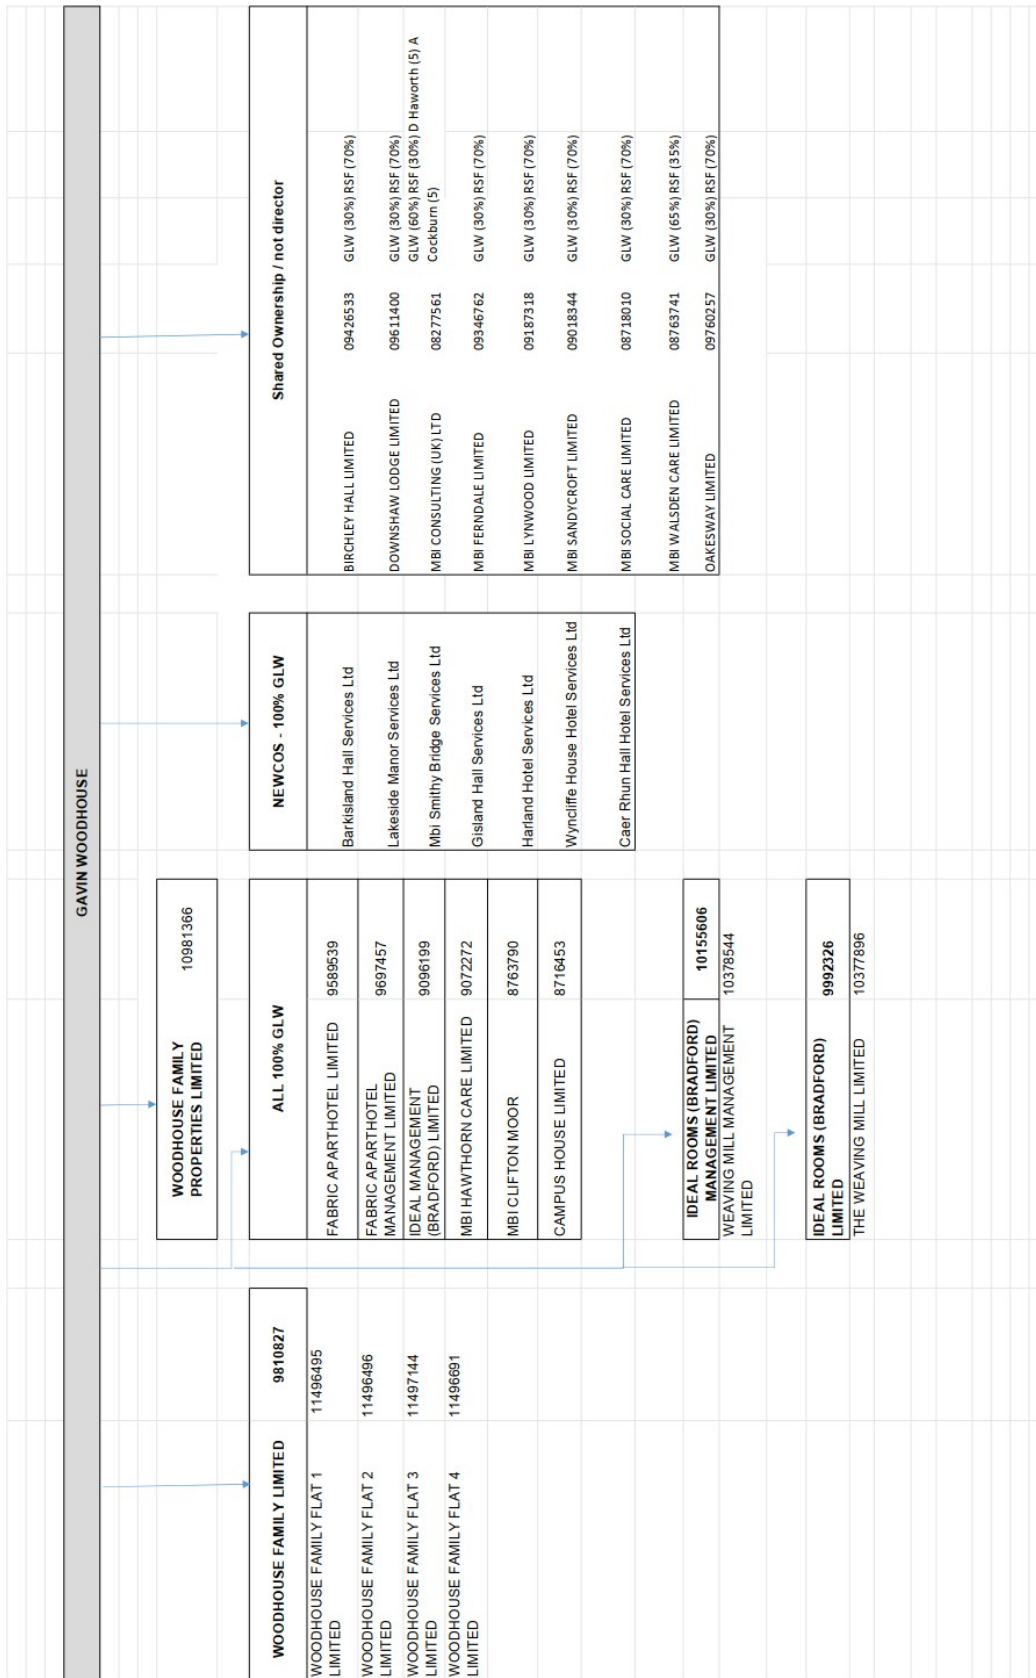 GAVIN WOODHOUSE
WOODHOUSE FAMILY LIMITED 9810827
WOODHOUSE FAMILY FLAT 1 11496495
LIMITED
WOODHOUSE FAMILY FLAT 2 11496496
LIMITED
WOODHOUSE FAMILY FLAT 3 11497144
LIMITED
WOODHOUSE FAMILY FLAT 4 11496691
LIMITED
WOODHOUSE FAMILY 10981366
PROPERTIES LIMITED
ALL 100% GLW
FABRIC APARTHOTEL LIMITED 9589539
FABRIC APARTHOTEL 9697457
MANAGEMENT LIMITED
IDEAL MANAGEMENT 9096199
(BRADFORD) LIMITED
MBI HAWTHORN CARE LIMITED 9072272
MBI CLIFTON MOOR 8763790
CAMPUS HOUSE LIMITED 8716453
IDEAL ROOMS (BRADFORD) 10155606
MANAGEMENT LIMITED
WEAVING MILL MANAGEMENT 10378544
LIMITED
IDEAL ROOMS (BRADFORD) 9992326
LIMITED
THE WEAVING MILL LIMITED 10377896
NEWCOS - 100% GLW
Barkisland Hall Services Ltd
Lakeside Manor Services Ltd
Mbi Smithy Bridge Services Ltd
Gisland Hall Services Ltd
Harland Hotel Services Ltd
Wyncliffe House Hotel Services Ltd
Caer Rhun Hall Hotel Services Ltd
Shared Ownership / not director
BIRCHLEY HALL LIMITED 09426533 GLW (30%) RSF (70%)
DOWNSHAW LODGE LIMITED 09611400 GLW (30%) RSF (70%)
GLW (60%) RSF (30%) D Haworth (5) A
MBI CONSULTING (UK) LTD 08277561 Cockburn (5)
MBI FERNDALE LIMITED 09346762 GLW (30%) RSF (70%)
MBI LYNWOOD LIMITED 09187318 GLW (30%) RSF (70%)
MBI SANDYCROFT LIMITED 09018344 GLW (30%) RSF (70%)
MBI SOCIAL CARE LIMITED 08718010 GLW (30%) RSF (70%)
MBI WALSDEN CARE LIMITED 08763741 GLW (65%) RSF (35%)
OAKESWAY LIMITED 09760257 GLW (30%) RSF (70%)